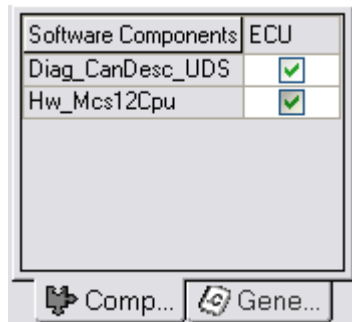 Software Components ECU
Diag_CanDesc_UDS
Hw_Mcs12Cpu
Comp... Gene...